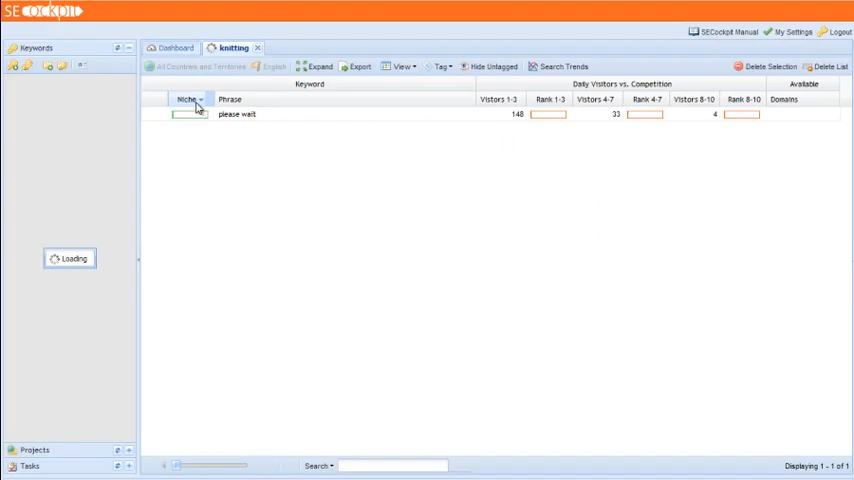 SECockpit
SECockpit Manual My Settings Logout
Keywords Dashboard knitting
All Countries and Territories English Expand Export View Tag Hide Untagged Search Trends Delete Selection Delete List
Keyword Daily Visitors vs. Competition Available
Niche Phrase Vistors 1-3 Rank 1-3 Vistors 4-7 Rank 4-7 Vistors 8-10 Rank 8-10 Domains
please wait 148 33 4
Loading
Projects
Tasks Search Displaying 1 - 1 of 1